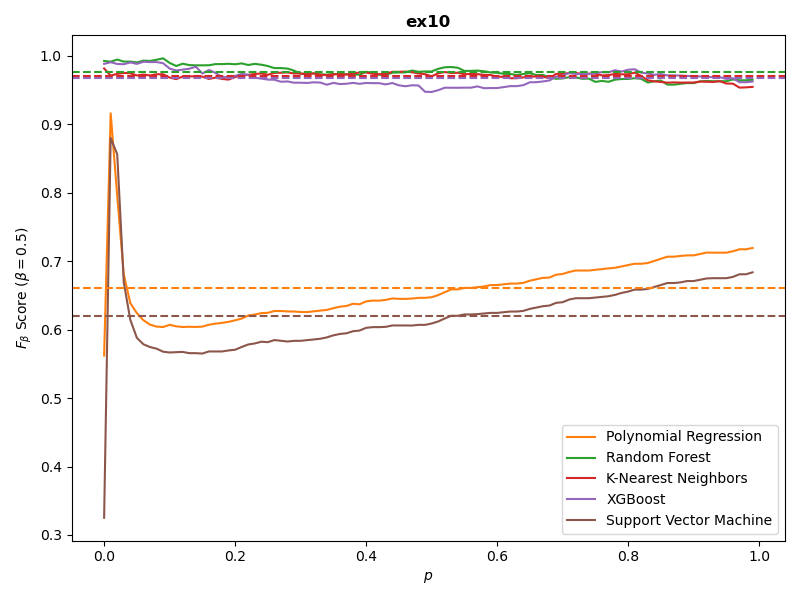 ex10
1.0
0.9
0.8
0.7
0.6
0.5
0.4
0.3
F_β Score (β = 0.5)
0.0 0.2 0.4 0.6 0.8 1.0
p
Polynomial Regression
Random Forest
K-Nearest Neighbors
XGBoost
Support Vector Machine